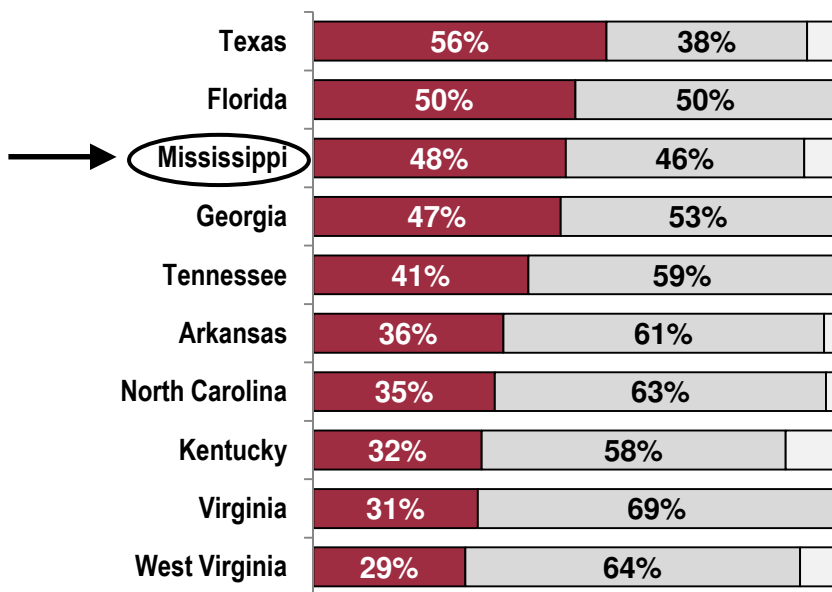 Texas 56% 38%
Florida 50% 50%
Mississippi 48% 46%
Georgia 47% 53%
Tennessee 41% 59%
Arkansas 36% 61%
North Carolina 35% 63%
Kentucky 32% 58%
Virginia 31% 69%
West Virginia 29% 64%